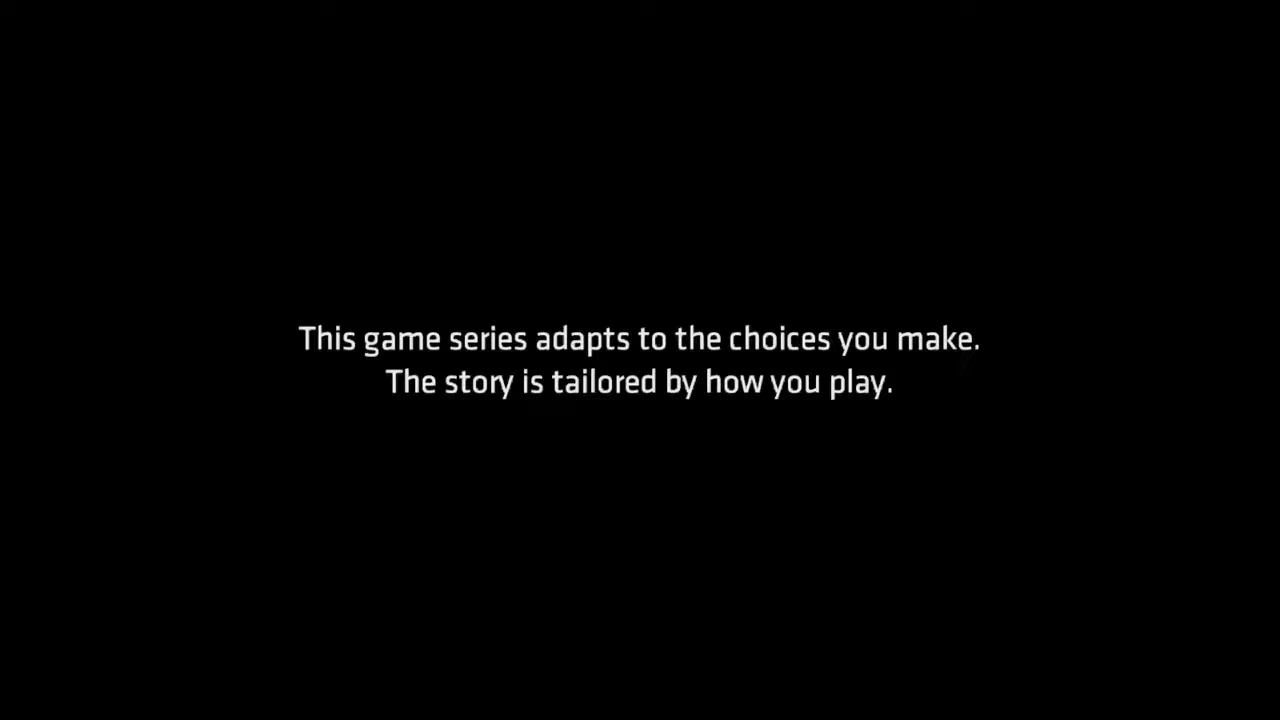 This game series adapts to the choices you make.
The story is tailored by how you play.